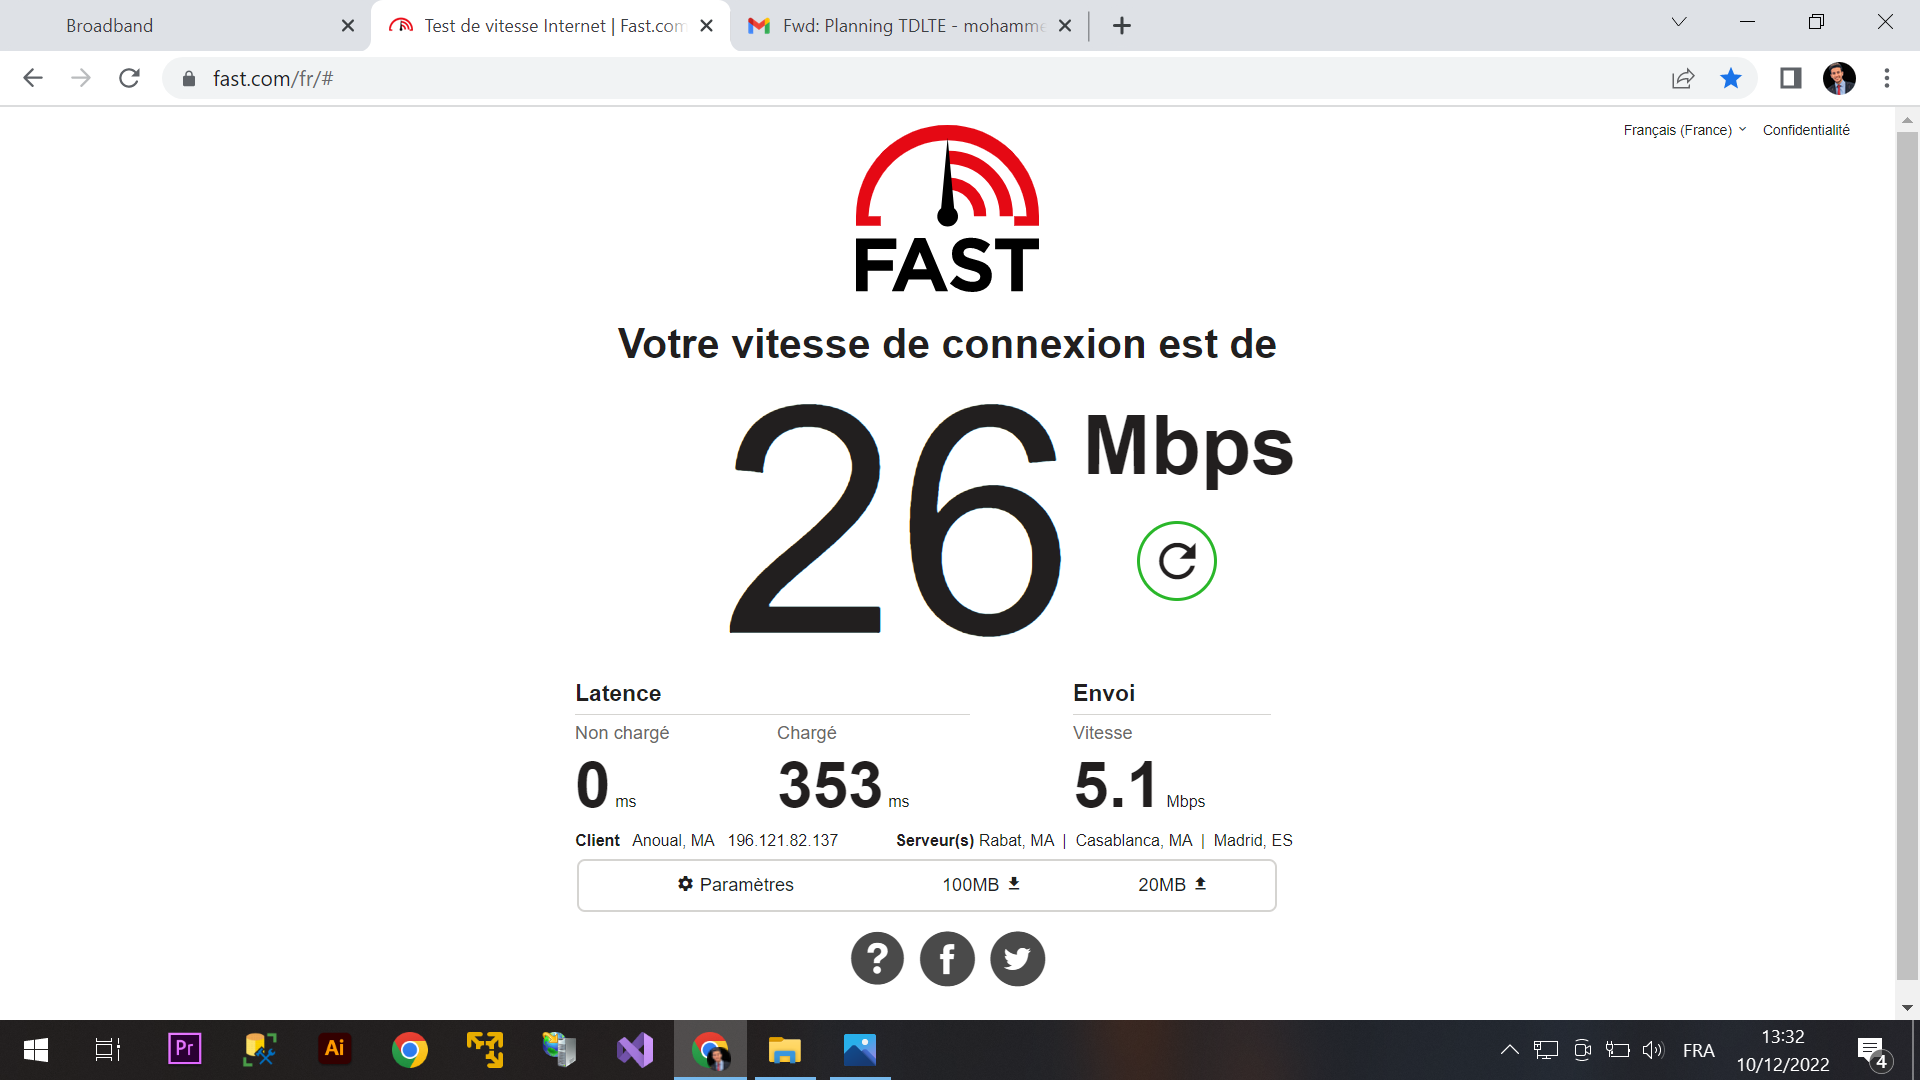 Broadband
Test de vitesse Internet | Fast.com
Fwd: Planning TDLTE - mohamme
fast.com/fr/#
Français (France)
Confidentialité
FAST
Votre vitesse de connexion est de
26 Mbps
Latence
Envoi
Non chargé
Chargé
Vitesse
0 ms
353 ms
5.1 Mbps
Client Anoual, MA 196.121.82.137
Serveur(s) Rabat, MA | Casablanca, MA | Madrid, ES
Paramètres
100MB
20MB
?
f
Pr
Ai
FRA
13:32
10/12/2022
4